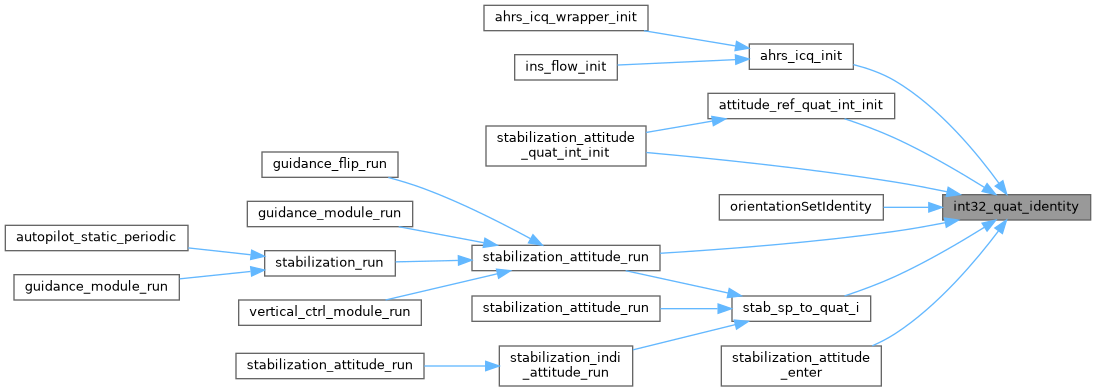 ahrs_icq_wrapper_init
ahrs_icq_init
ins_flow_init
attitude_ref_quat_int_init
stabilization_attitude
_quat_int_init
guidance_flip_run
int32_quat_identity
orientationSetIdentity
guidance_module_run
autopilot_static_periodic
stabilization_attitude_run
stabilization_run
guidance_module_run
vertical_ctrl_module_run
stabilization_attitude_run
stab_sp_to_quat_i
stabilization_attitude_run
stabilization_indi
_attitude_run
stabilization_attitude
_enter